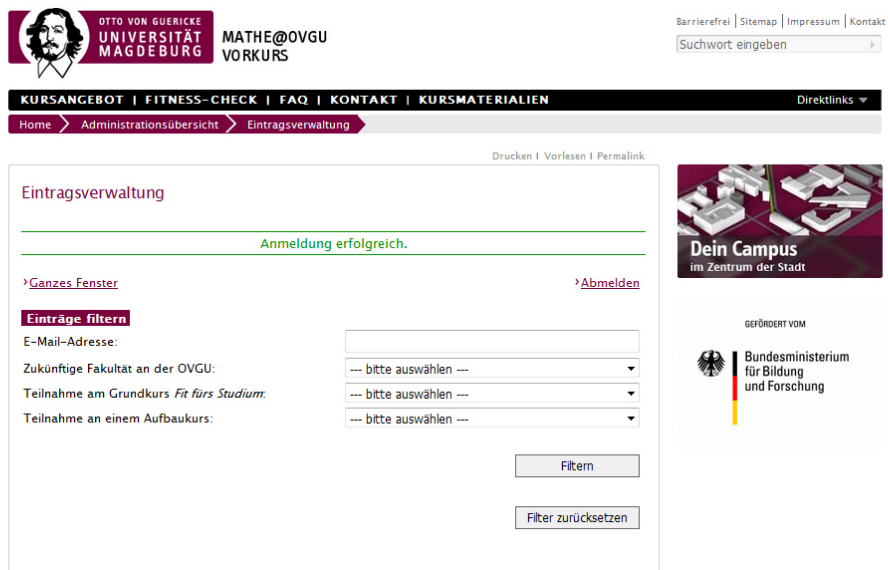 OTTO VON GUERICKE
UNIVERSITÄT
MAGDEBURG
MATHE@OVGU
VORKURS
Barrierefrei | Sitemap | Impressum | Kontakt
Suchwort eingeben
KURSANGEBOT | FITNESS-CHECK | FAQ | KONTAKT | KURSMATERIALIEN
Direktlinks
Home
Administrationsübersicht
Eintragsverwaltung
Drucken I Vorlesen I Permalink
Eintragsverwaltung
Anmeldung erfolgreich.
Ganzes Fenster
Abmelden
Einträge filtern
E-Mail-Adresse:
Zukünftige Fakultät an der OVGU:
--- bitte auswählen ---
Teilnahme am Grundkurs Fit fürs Studium:
--- bitte auswählen ---
Teilnahme an einem Aufbaukurs:
--- bitte auswählen ---
Filtern
Filter zurücksetzen
Dein Campus
im Zentrum der Stadt
GEFÖRDERT VOM
Bundesministerium
für Bildung
und Forschung